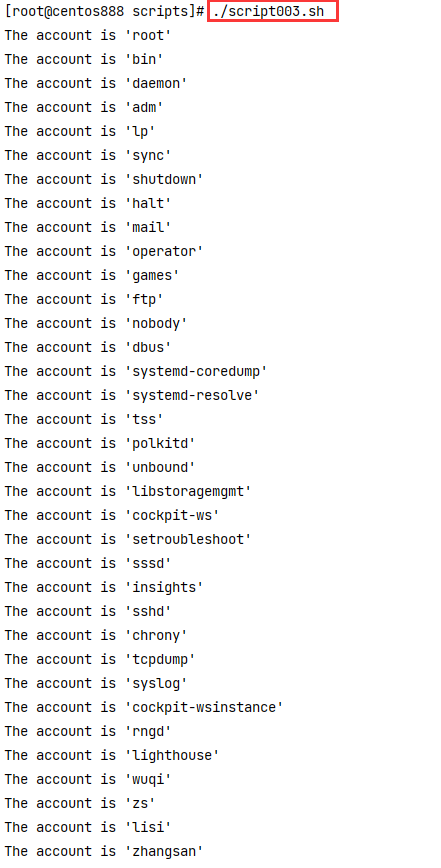 [root@centos888 scripts]# ./script003.sh
The account is 'root'
The account is 'bin'
The account is 'daemon'
The account is 'adm'
The account is 'lp'
The account is 'sync'
The account is 'shutdown'
The account is 'halt'
The account is 'mail'
The account is 'operator'
The account is 'games'
The account is 'ftp'
The account is 'nobody'
The account is 'dbus'
The account is 'systemd-coredump'
The account is 'systemd-resolve'
The account is 'tss'
The account is 'polkitd'
The account is 'unbound'
The account is 'libstoragemgmt'
The account is 'cockpit-ws'
The account is 'setroubleshoot'
The account is 'sssd'
The account is 'insights'
The account is 'sshd'
The account is 'chrony'
The account is 'tcpdump'
The account is 'syslog'
The account is 'cockpit-wsinstance'
The account is 'rngd'
The account is 'lighthouse'
The account is 'wuqi'
The account is 'zs'
The account is 'lisi'
The account is 'zhangsan'